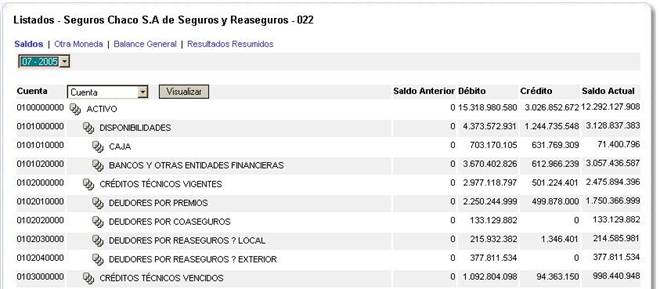 Listados - Seguros Chaco S.A de Seguros y Reaseguros - 022
Saldos | Otra Moneda | Balance General | Resultados Resumidos
07 - 2005
Cuenta Cuenta Visualizar Saldo Anterior Débito Crédito Saldo Actual
0100000000 ACTIVO 0 15.318.980.580 3.026.852.672 12.292.127.908
0101000000 DISPONIBILIDADES 0 4.373.572.931 1.244.735.548 3.128.837.383
0101010000 CAJA 0 703.170.105 631.769.309 71.400.796
0101020000 BANCOS Y OTRAS ENTIDADES FINANCIERAS 0 3.670.402.826 612.966.239 3.057.436.587
0102000000 CRÉDITOS TÉCNICOS VIGENTES 0 2.977.118.797 501.224.401 2.475.894.396
0102010000 DEUDORES POR PREMIOS 0 2.250.244.999 499.878.000 1.750.366.999
0102020000 DEUDORES POR COASEGUROS 0 133.129.882 0 133.129.882
0102030000 DEUDORES POR REASEGUROS ? LOCAL 0 215.932.382 1.346.401 214.585.981
0102040000 DEUDORES POR REASEGUROS ? EXTERIOR 0 377.811.534 0 377.811.534
0103000000 CRÉDITOS TÉCNICOS VENCIDOS 0 1.092.804.098 94.363.150 998.440.948